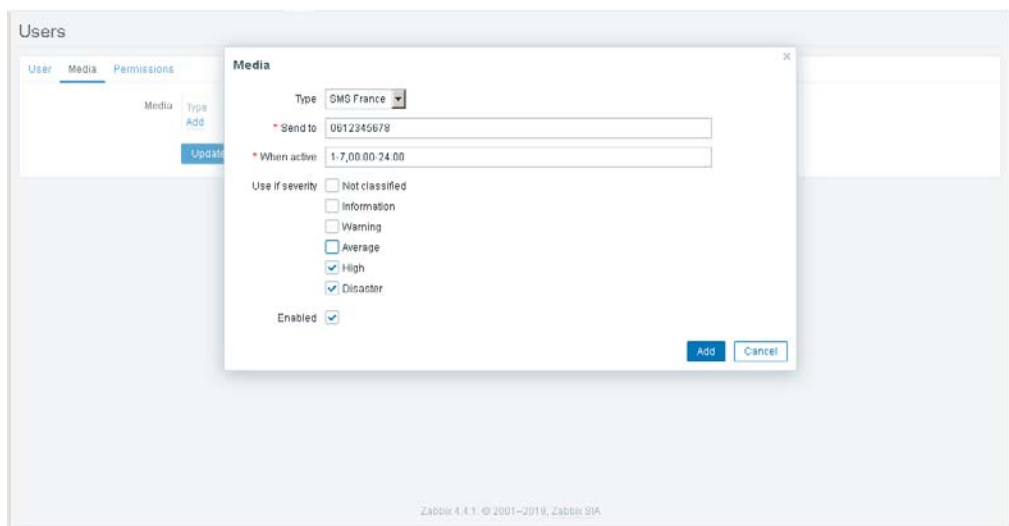 Users
User Media Permissions
Media Type
Add
Update
Media
Type SMS France
* Send to 0612345678
* When active 1-7,00:00-24:00
Use if severity Not classified
Information
Warning
Average
High
Disaster
Enabled
Add Cancel
Zabbix 4.4.1. © 2001–2019, Zabbix SIA